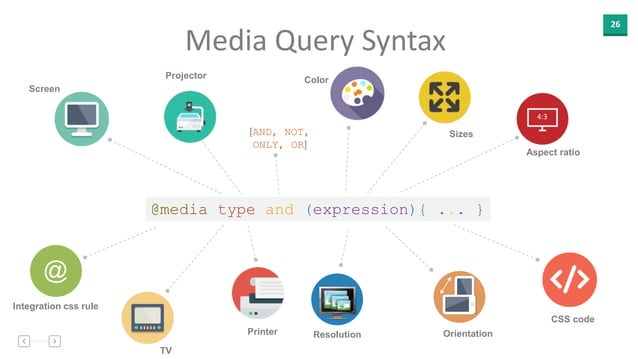 26
Media Query Syntax
Screen
Projector
Color
Sizes
4:3
Aspect ratio
[AND, NOT,
ONLY, OR]
@media type and (expression){ ... }
@
Integration css rule
TV
Printer
Resolution
Orientation
</>
CSS code